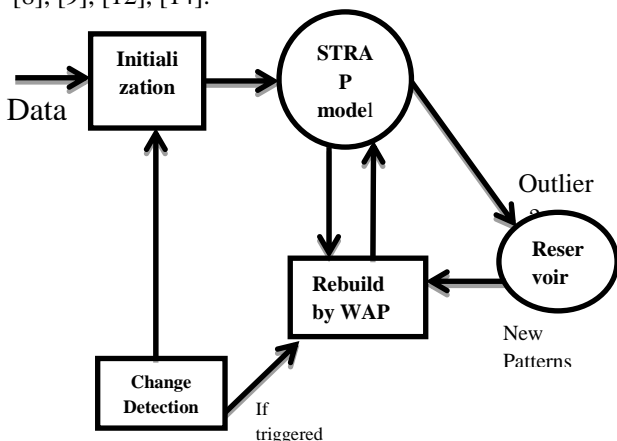 [8], [9], [12], [14].
Initiali
zation
Data
STRA
P
model
Outlier
Reser
voir
Rebuild
by WAP
New
Patterns
Change
Detection
If
triggered